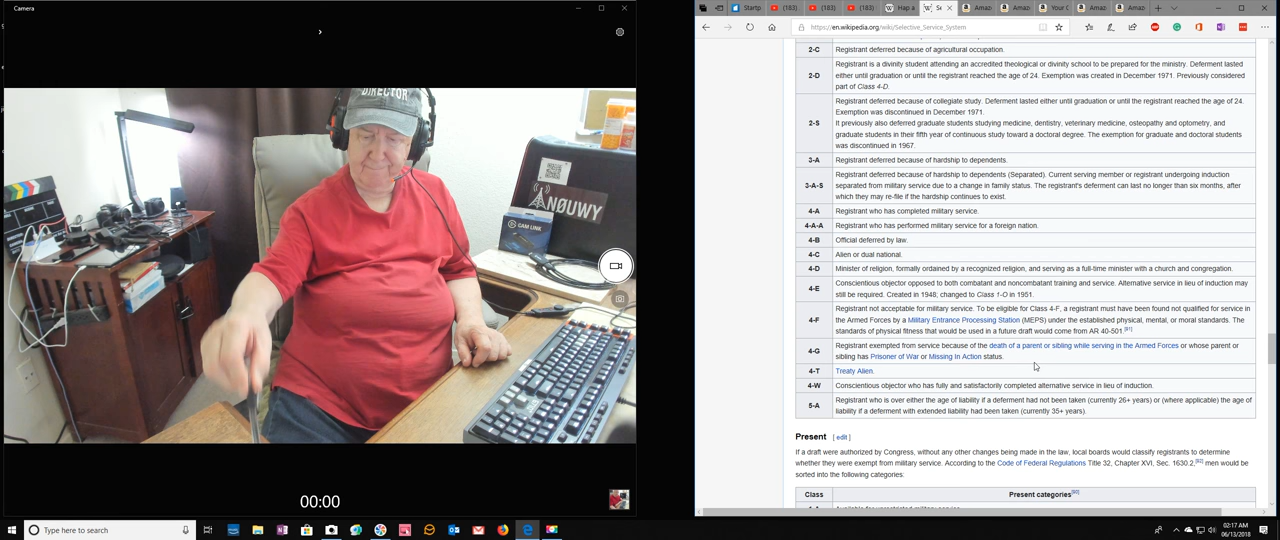 Camera
DIRECTOR
NØUWY
CAM LINK
00:00
Startp
(183)
(183)
(183)
Hap a
Se
Amaz
Amaz
Your C
Amaz
Amaz
https://en.wikipedia.org/wiki/Selective_Service_System
2-C Registrant deferred because of agricultural occupation.
2-D Registrant is a divinity student attending an accredited theological or divinity school to be prepared for the ministry. Deferment lasted
either until graduation or until the registrant reached the age of 24. Exemption was created in December 1971. Previously considered
part of Class 4-D.
2-S Registrant deferred because of collegiate study. Deferment lasted either until graduation or until the registrant reached the age of 24.
Exemption was discontinued in December 1971.
It previously also deferred graduate students studying medicine, dentistry, veterinary medicine, osteopathy and optometry, and
graduate students in their fifth year of continuous study toward a doctoral degree. The exemption for graduate and doctoral students
was discontinued in 1967.
3-A Registrant deferred because of hardship to dependents.
3-A-S Registrant deferred because of hardship to dependents (Separated). Current serving member or registrant undergoing induction
separated from military service due to a change in family status. The registrant's deferment can last no longer than six months, after
which they may re-file if the hardship continues to exist.
4-A Registrant who has completed military service.
4-A-A Registrant who has performed military service for a foreign nation.
4-B Official deferred by law.
4-C Alien or dual national.
4-D Minister of religion, formally ordained by a recognized religion, and serving as a full-time minister with a church and congregation.
4-E Conscientious objector opposed to both combatant and noncombatant training and service. Alternative service in lieu of induction may
still be required. Created in 1948; changed to Class 1-O in 1951.
4-F Registrant not acceptable for military service. To be eligible for Class 4-F, a registrant must have been found not qualified for service in
the Armed Forces by a Military Entrance Processing Station (MEPS) under the established physical, mental, or moral standards. The
standards of physical fitness that would be used in a future draft would come from AR 40-501.[91]
4-G Registrant exempted from service because of the death of a parent or sibling while serving in the Armed Forces or whose parent or
sibling has Prisoner of War or Missing In Action status.
4-T Treaty Alien.
4-W Conscientious objector who has fully and satisfactorily completed alternative service in lieu of induction.
5-A Registrant who is over either the age of liability if a deferment had not been taken (currently 26+ years) or (where applicable) the age of
liability if a deferment with extended liability had been taken (currently 35+ years).
Present [ edit ]
If a draft were authorized by Congress, without any other changes being made in the law, local boards would classify registrants to determine
whether they were exempt from military service. According to the Code of Federal Regulations Title 32, Chapter XVI, Sec. 1630.2,[92] men would be
sorted into the following categories:
Class Present categories[93]
Type here to search
02:17 AM
06/13/2018